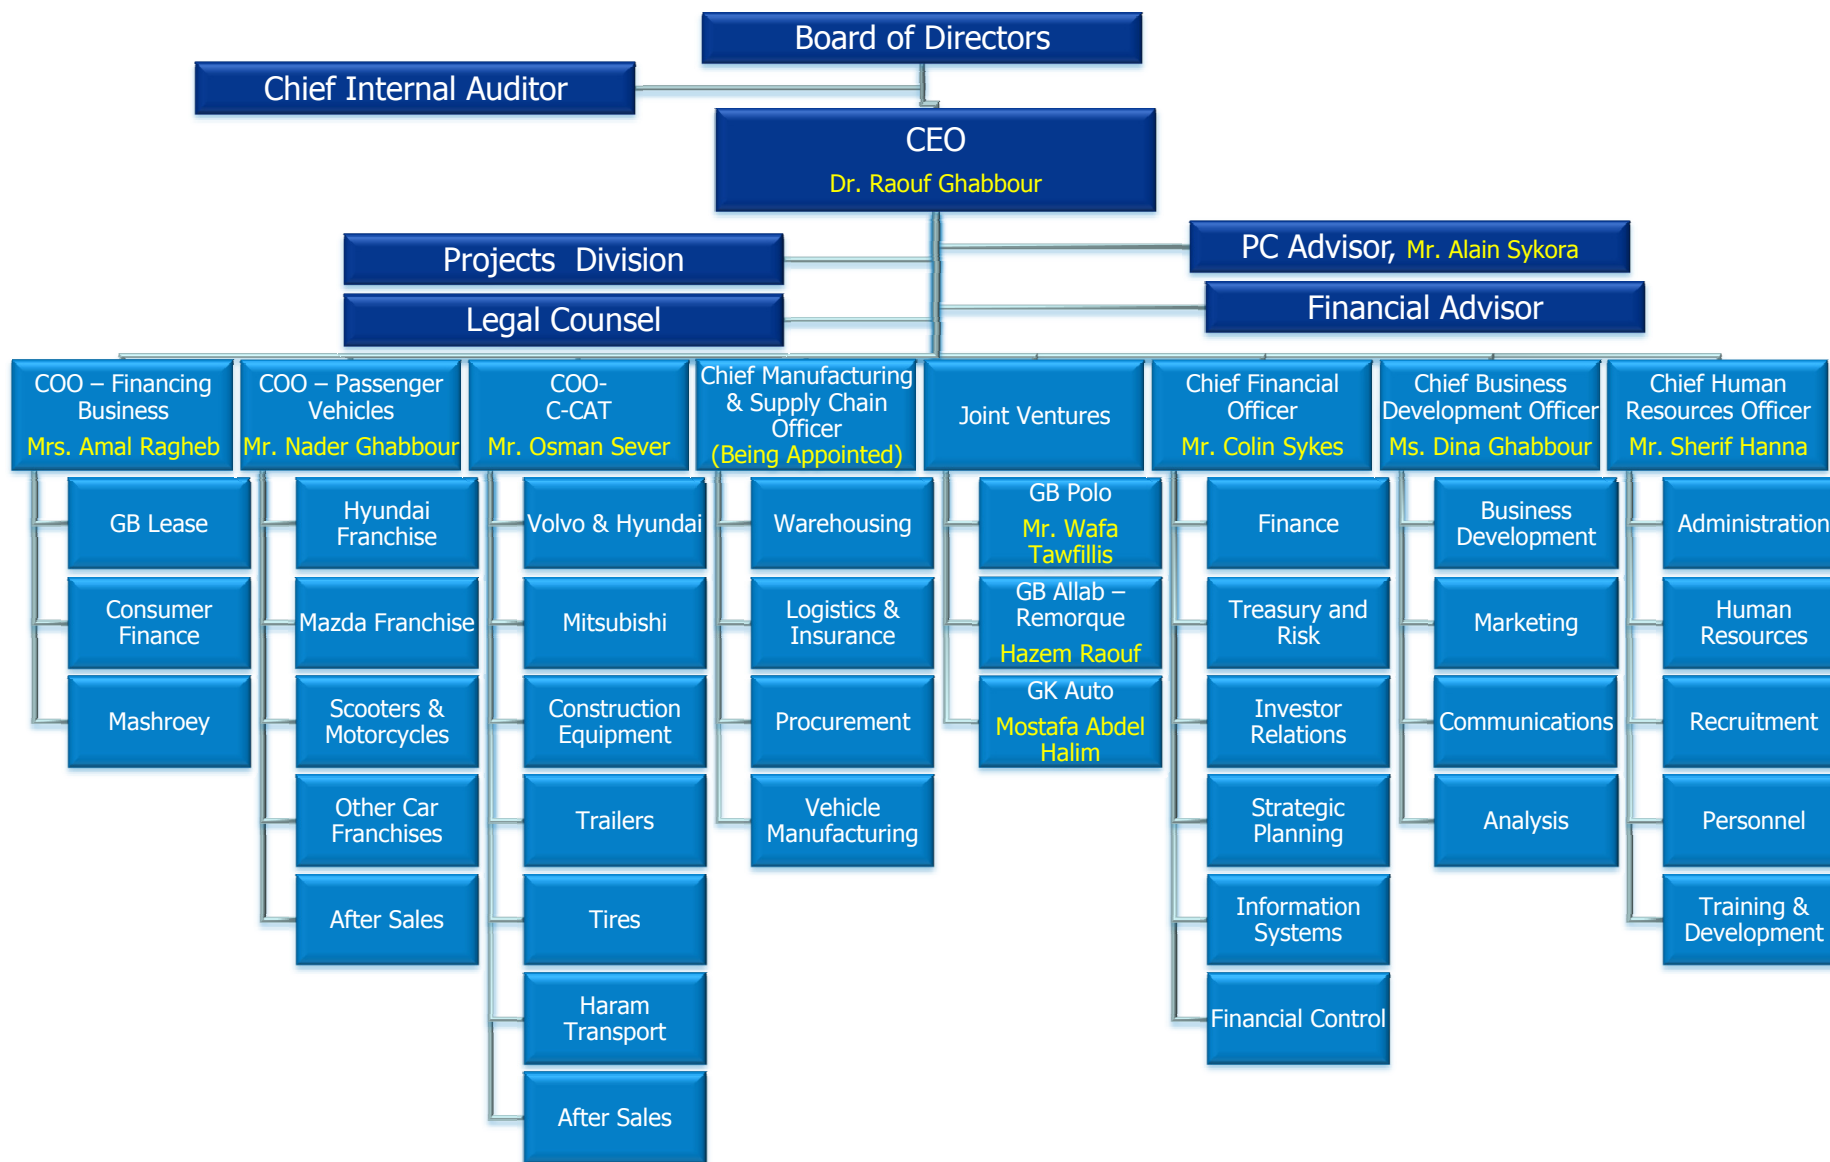 Board of Directors
Chief Internal Auditor
CEO
Dr. Raouf Ghabbour
Projects Division
PC Advisor, Mr. Alain Sykora
Legal Counsel
Financial Advisor
COO – Financing
Business
Mrs. Amal Ragheb
GB Lease
Consumer
Finance
Mashroey
COO – Passenger
Vehicles
Mr. Nader Ghabbour
Hyundai
Franchise
Mazda Franchise
Scooters &
Motorcycles
Other Car
Franchises
After Sales
COO-
C-CAT
Mr. Osman Sever
Volvo & Hyundai
Mitsubishi
Construction
Equipment
Trailers
Tires
Haram
Transport
After Sales
Chief Manufacturing
& Supply Chain
Officer
(Being Appointed)
Warehousing
Logistics &
Insurance
Procurement
Vehicle
Manufacturing
Joint Ventures
GB Polo
Mr. Wafa
Tawfillis
GB Allab –
Remorque
Hazem Raouf
GK Auto
Mostafa Abdel
Halim
Chief Financial
Officer
Mr. Colin Sykes
Finance
Treasury and
Risk
Investor
Relations
Strategic
Planning
Information
Systems
Financial Control
Chief Business
Development Officer
Ms. Dina Ghabbour
Business
Development
Marketing
Communications
Analysis
Chief Human
Resources Officer
Mr. Sherif Hanna
Administration
Human
Resources
Recruitment
Personnel
Training &
Development